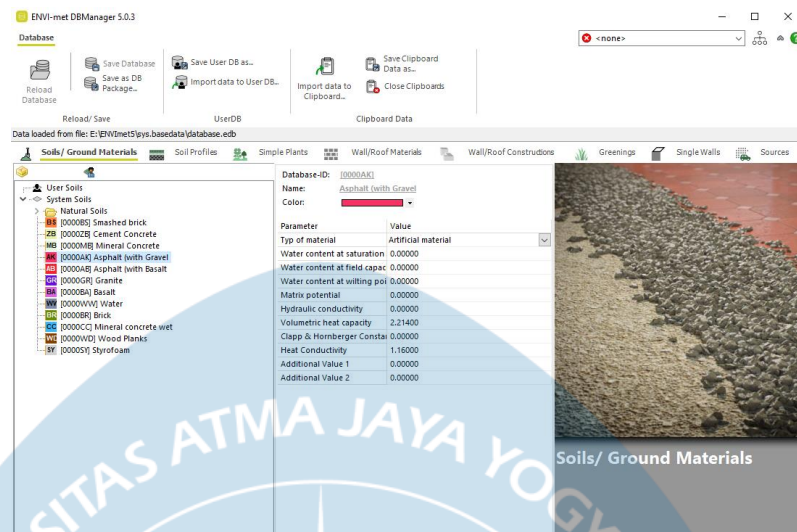 ENVI-met DBManager 5.0.3
Database
<none>
Reload Database
Save Database
Save as DB Package...
Save User DB as...
Import data to User DB...
Import data to Clipboard...
Save Clipboard Data as...
Close Clipboards
Reload/ Save
UserDB
Clipboard Data
Data loaded from file: E:\ENVImet5\sys.basedata\database.edb
Soils/ Ground Materials
Soil Profiles
Simple Plants
Wall/Roof Materials
Wall/Roof Constructions
Greenings
Single Walls
Sources
User Soils
System Soils
Natural Soils
BS [0000BS] Smashed brick
ZB [0000ZB] Cement Concrete
MB [0000MB] Mineral Concrete
AK [0000AK] Asphalt (with Gravel
AB [0000AB] Asphalt (with Basalt
GR [0000GR] Granite
BA [0000BA] Basalt
WW [0000WW] Water
BR [0000BR] Brick
CC [0000CC] Mineral concrete wet
WD [0000WD] Wood Planks
SY [0000SY] Styrofoam
Database-ID: [0000AK]
Name: Asphalt (with Gravel
Color:
Parameter Value
Typ of material Artificial material
Water content at saturation 0.00000
Water content at field capac 0.00000
Water content at wilting poi 0.00000
Matrix potential 0.00000
Hydraulic conductivity 0.00000
Volumetric heat capacity 2.21400
Clapp & Hornberger Constar 0.00000
Heat Conductivity 1.16000
Additional Value 1 0.00000
Additional Value 2 0.00000
Soils/ Ground Materials
SITAS ATMA JAYA YOG